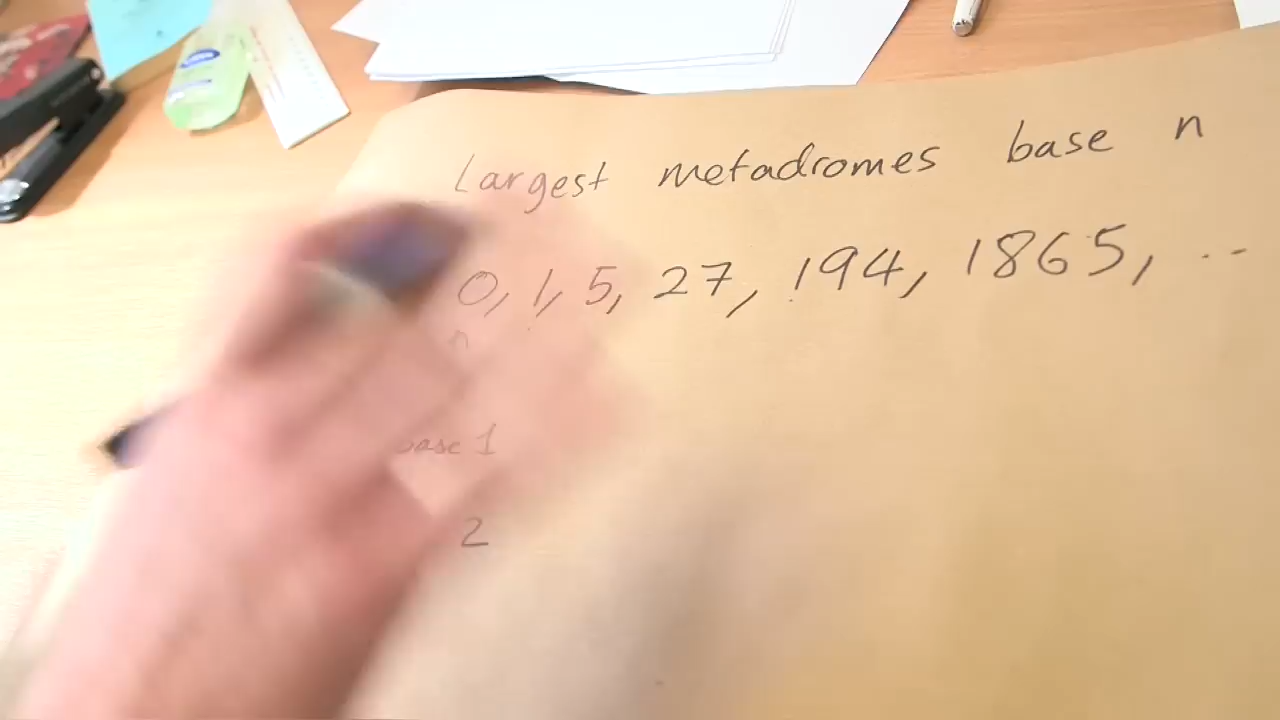 Largest metadromes base n
0, 1, 5, 27, 194, 1865, ..
n
base 1
2